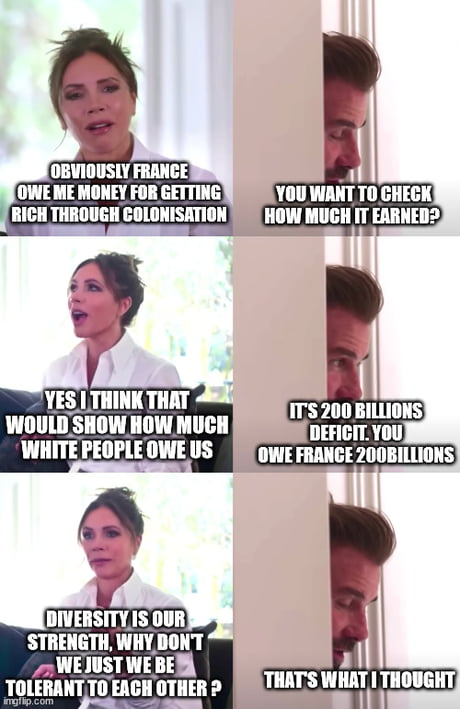 OBVIOUSLY FRANCE
OWE ME MONEY FOR GETTING
RICH THROUGH COLONISATION
YOU WANT TO CHECK
HOW MUCH IT EARNED?
YES I THINK THAT
WOULD SHOW HOW MUCH
WHITE PEOPLE OWE US
IT'S 200 BILLIONS
DEFICIT. YOU
OWE FRANCE 200BILLIONS
DIVERSITY IS OUR
STRENGTH, WHY DON'T
WE JUST WE BE
TOLERANT TO EACH OTHER ?
THAT'S WHAT I THOUGHT
imgflip.com